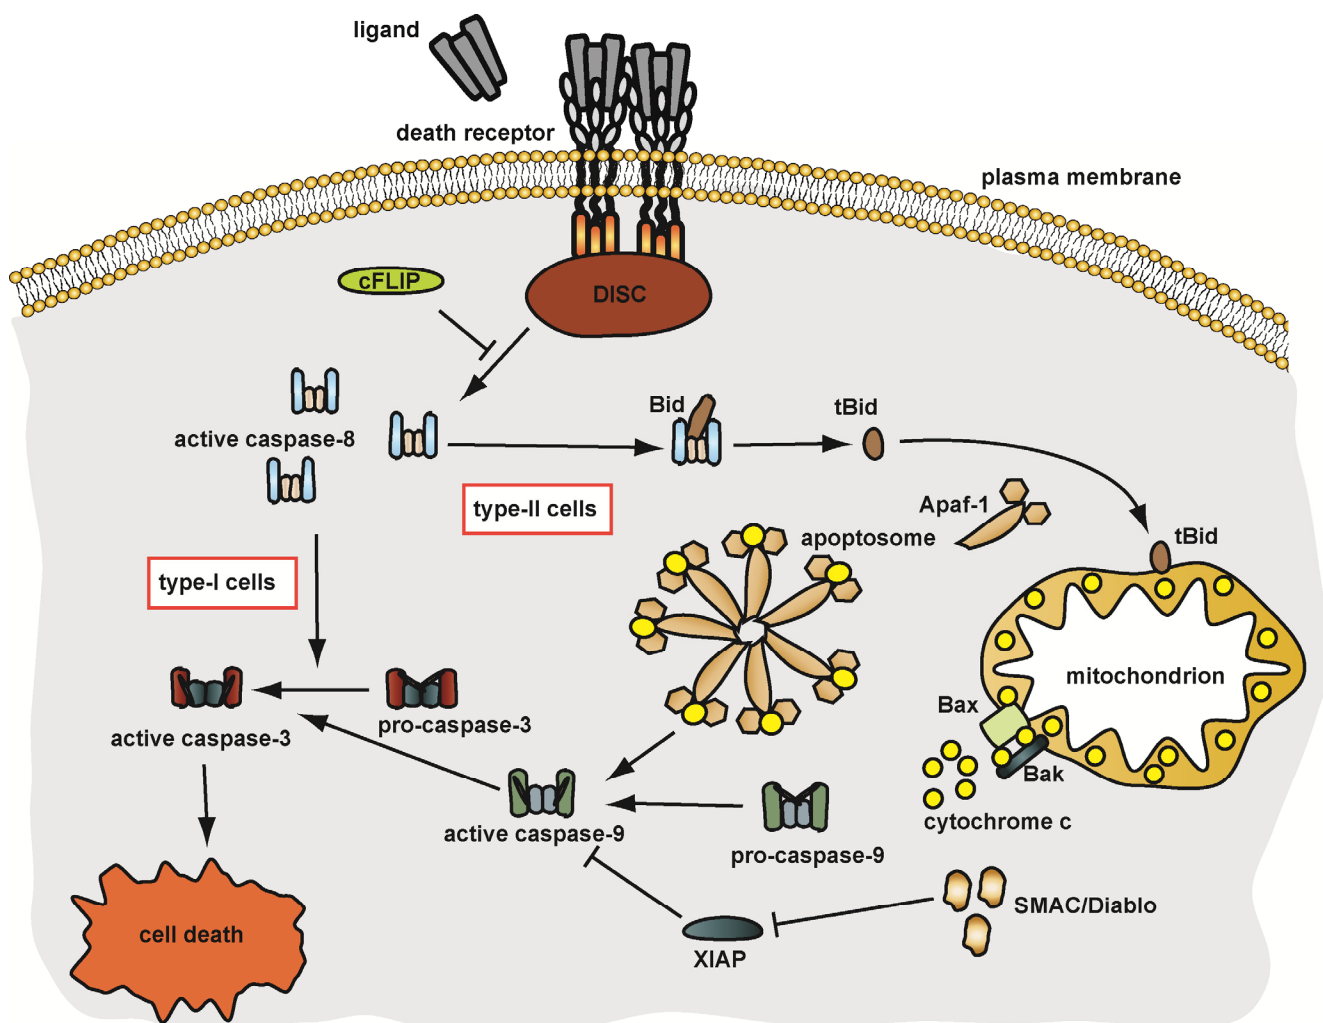 ligand
death receptor
plasma membrane
cFLIP
DISC
Bid
tBid
active caspase-8
type-II cells
Apaf-1
apoptosome
tBid
type-I cells
mitochondrion
Bax
pro-caspase-3
active caspase-3
Bak
cytochrome c
active caspase-9
pro-caspase-9
SMAC/Diablo
cell death
XIAP